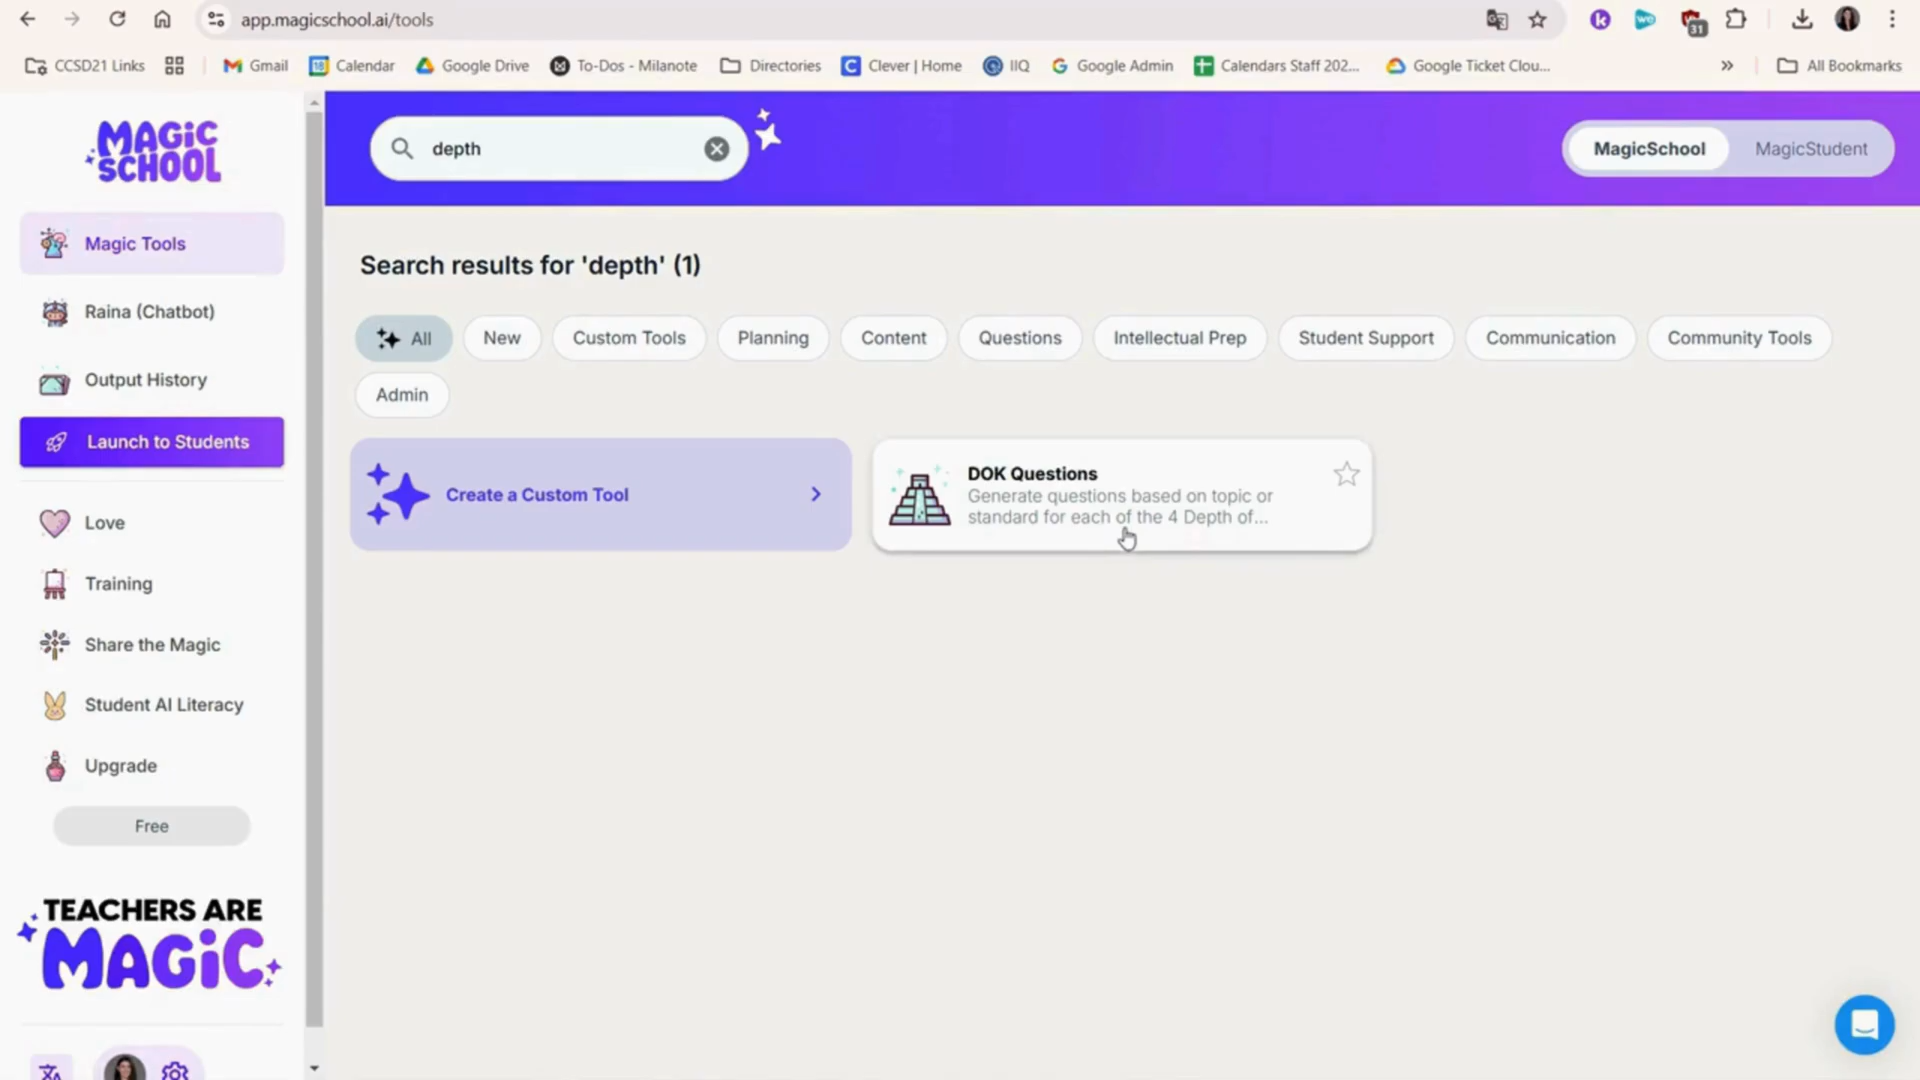 app.magicschool.ai/tools
31
CCSD21 Links
Gmail
18
Calendar
Google Drive
To-Dos - Milanote
Directories
C
Clever | Home
IIQ
G
Google Admin
Calendars Staff 202...
Google Ticket Clou...
»
All Bookmarks
MAGiC SCHOOL
depth
MagicSchool
MagicStudent
Magic Tools
Raina (Chatbot)
Output History
Launch to Students
Love
Training
Share the Magic
Student AI Literacy
Upgrade
Free
TEACHERS ARE
MAGiC
Search results for 'depth' (1)
All
New
Custom Tools
Planning
Content
Questions
Intellectual Prep
Student Support
Communication
Community Tools
Admin
Create a Custom Tool
DOK Questions
Generate questions based on topic or
standard for each of the 4 Depth of...